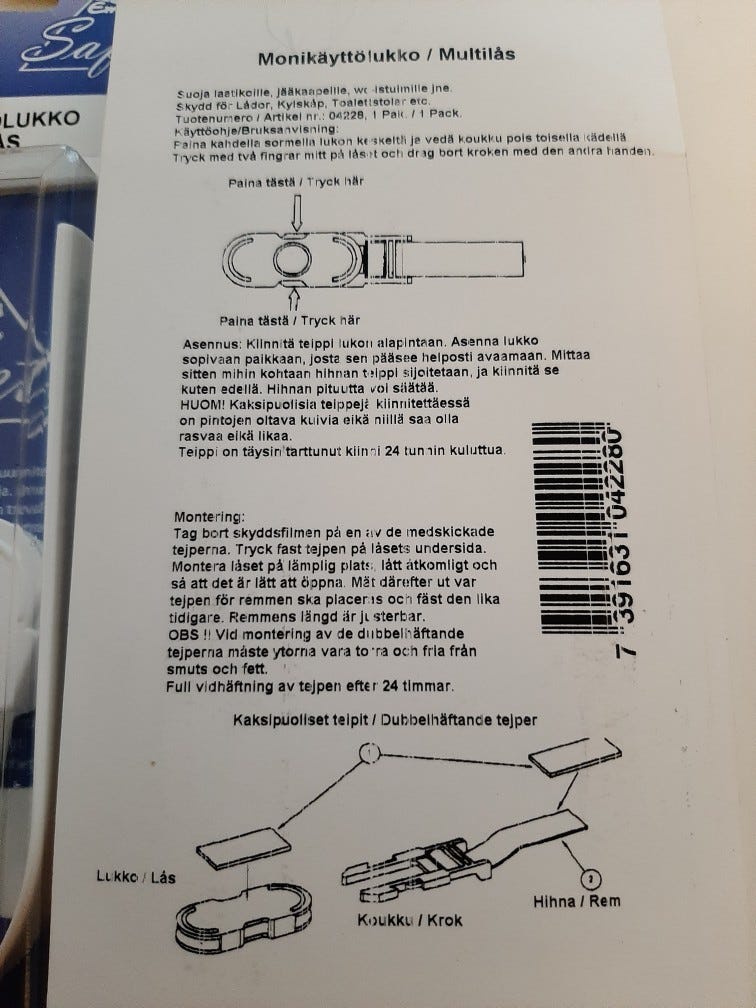 Saf
LUKKO
ÅS
Monikäyttölukko / Multilås
Suoja laatikoille, jääkaapeille, wc-istuimille jne.
Skydd för Lådor, Kylskåp, Toalettstolar etc.
Tuotenumero / Artikel nr.: 04228, 1 Pak. / 1 Pack.
Käyttöohje/Bruksanvisning:
Paina kahdella sormella lukon keskeltä ja vedä koukku pois toisella kädellä
Tryck med två fingrar mitt på låset och drag bort kroken med den andra handen.
Paina tästä / Tryck här
Paina tästä / Tryck här
Asennus: Kiinnitä teippi lukon alapintaan. Asenna lukko
sopivaan paikkaan, josta sen pääsee helposti avaamaan. Mittaa
sitten mihin kohtaan hihnan teippi sijoitetaan, ja kiinnitä se
kuten edellä. Hihnan pituutta voi säätää.
HUOM! Kaksipuolisia teippejä kiinnitettäessä
on pintojen oltava kuivia eikä niillä saa olla
rasvaa eikä likaa.
Teippi on täysin tarttunut kiinni 24 tunnin kuluttua.
Montering:
Tag bort skyddsfilmen på en av de medskickade
tejperna. Tryck fast tejpen på låsets undersida.
Montera låset på lämplig plats, lått åtkomligt och
så att det är lätt att öppna. Mät därefter ut var
tejpen för remmen ska placeras och fäst den lika
tidigare. Remmens längd är justerbar.
OBS !! Vid montering av de dubbelhäftande
tejperna måste ytorna vara torra och fria från
smuts och fett.
Full vidhäftning av tejpen efter 24 timmar.
7 391631 042280
Kaksipuoliset teipit / Dubbelhäftande tejper
1
Lukko / Lås
Koukku / Krok
2
Hihna / Rem